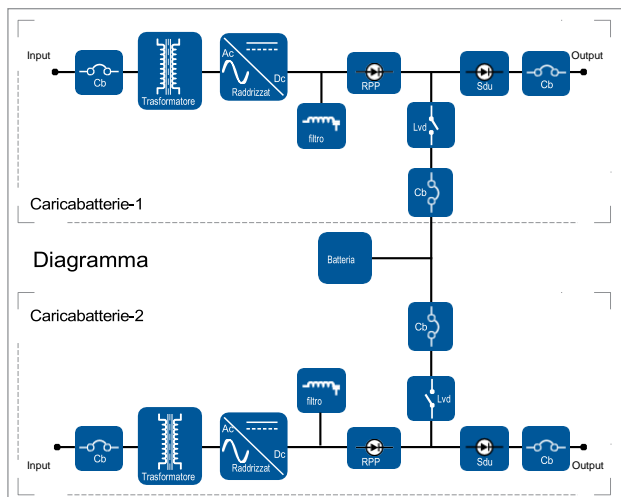 Input
Cb
Trasformatore
Ac
Dc
Raddrizzat
filtro
RPP
Lvd
Cb
Sdu
Cb
Output
Caricabatterie-1
Diagramma
Batteria
Caricabatterie-2
Cb
Lvd
filtro
Input
Cb
Trasformatore
Ac
Dc
Raddrizzat
RPP
Sdu
Cb
Output